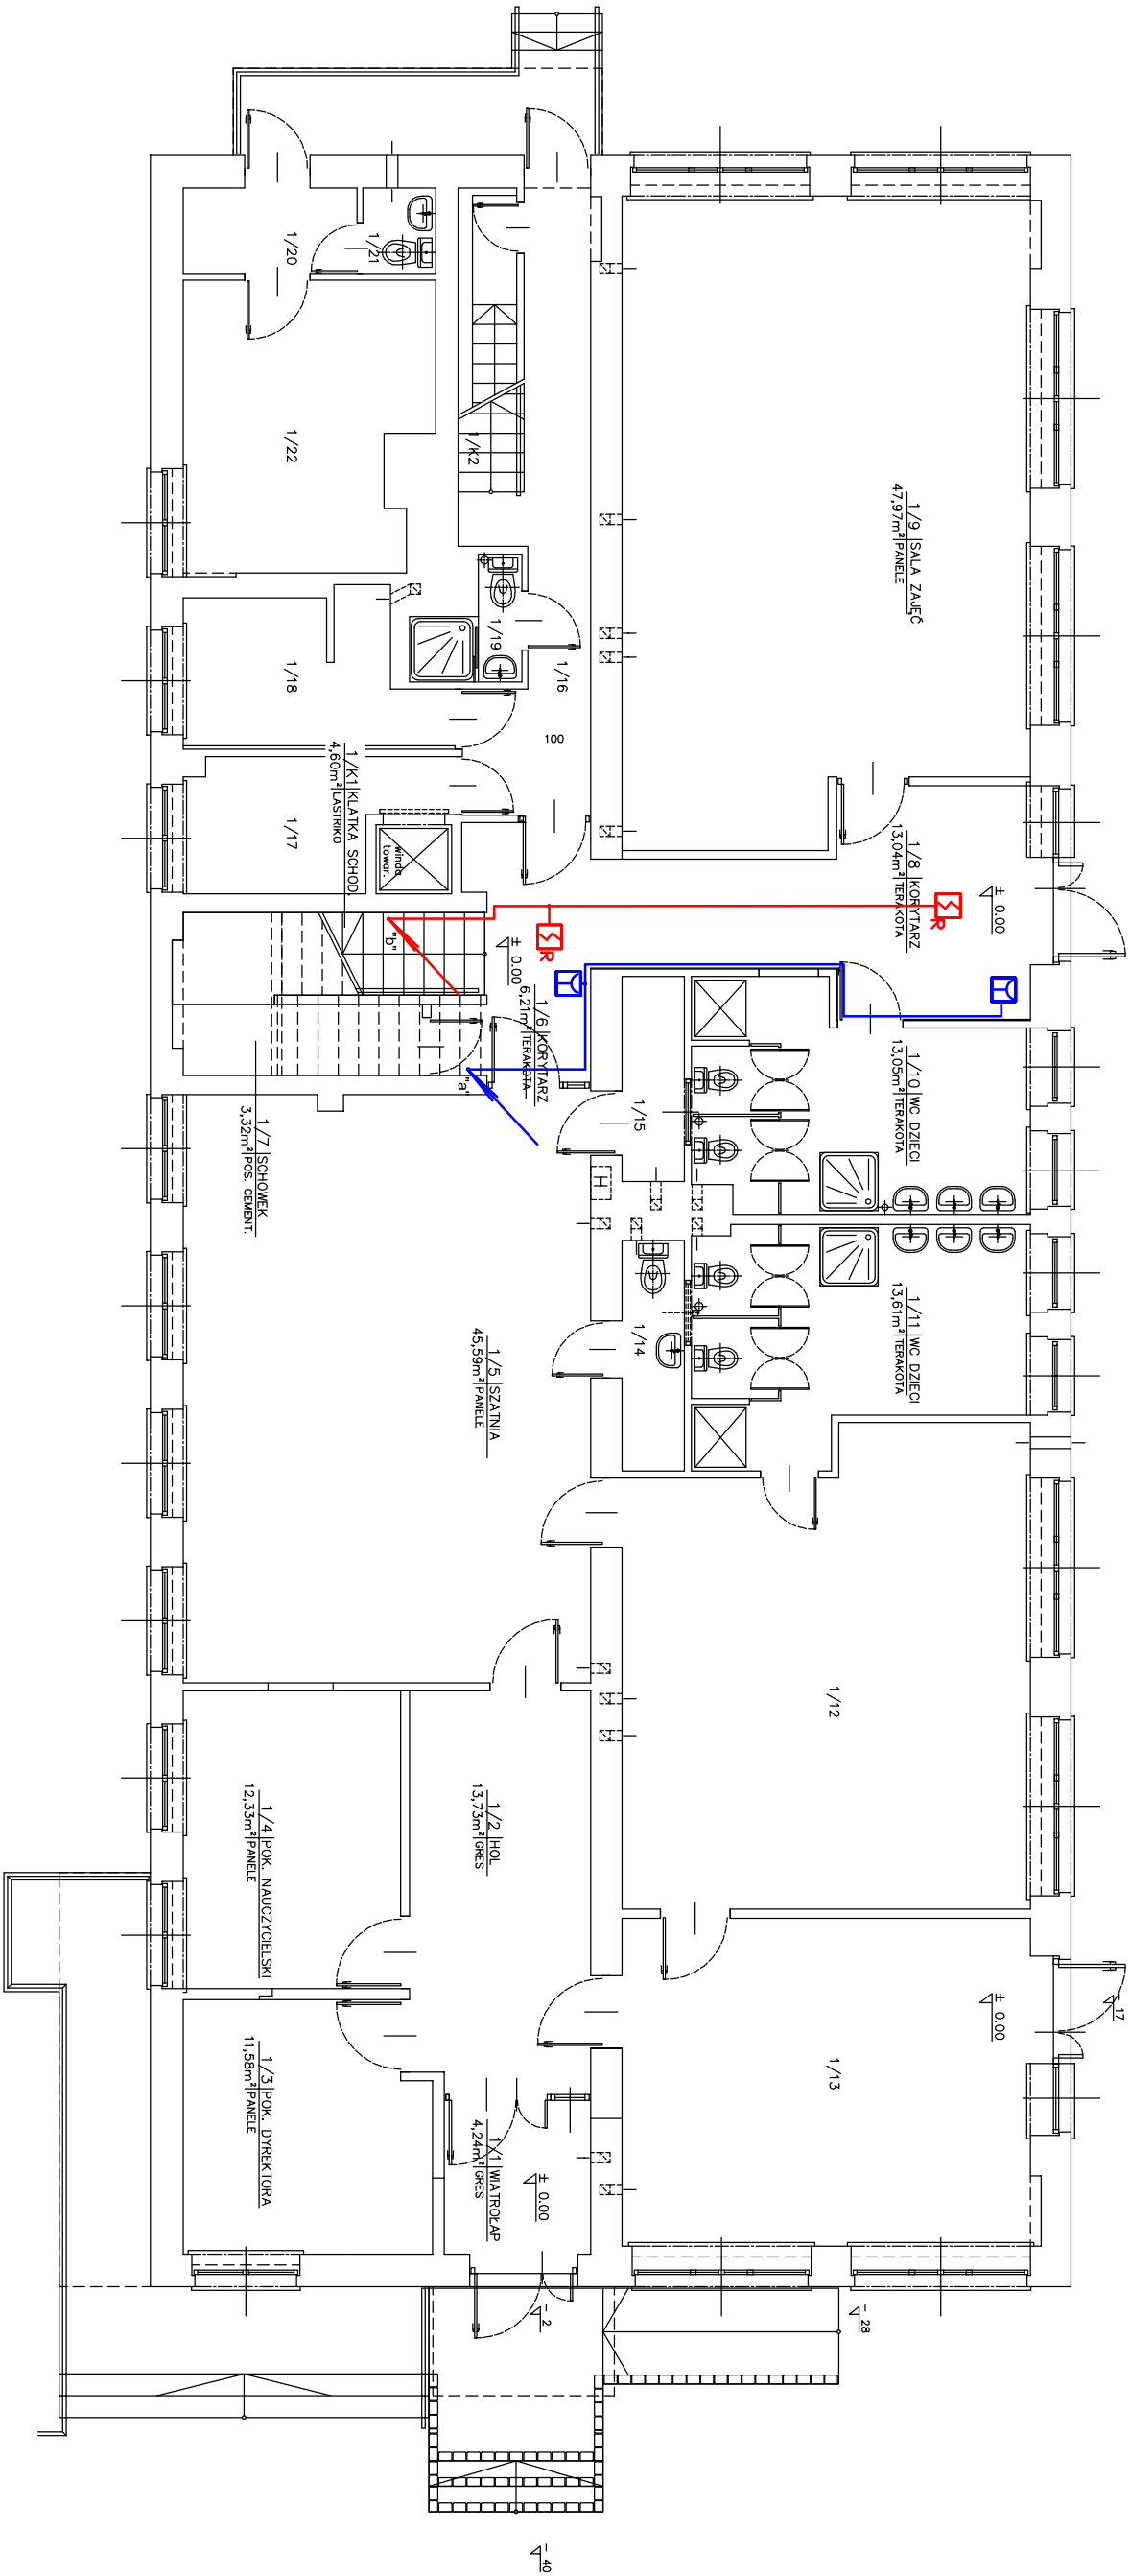 1/20
1/21
1/22
1/K2
1/9 SALA ZAJĘĆ
47,97m² PANELE
1/19
1/16
1/18
100
1/K1 KLATKA SCHOD.
4,60m² LASTRIKO
1/17
winda
towar.
1/8 KORYTARZ
13,04m² TERAKOTA
± 0.00
R
R
"b"
± 0.00
1/6 KORYTARZ
6,21m² TERAKOTA
"a"
1/7 SCHOWEK
3,32m² POS. CEMENT.
1/15
1/10 WC DZIECI
13,05m² TERAKOTA
H
1/14
1/11 WC DZIECI
13,61m² TERAKOTA
1/5 SZATNIA
45,59m² PANELE
1/12
1/4 POK. NAUCZYCIELSKI
12,33m² PANELE
1/2 HOL
13,73m² GRES
1/13
± 0.00
-17
1/3 POK. DYREKTORA
11,58m² PANELE
1/1 WIATROŁAP
4,24m² GRES
± 0.00
-2
-28
-40